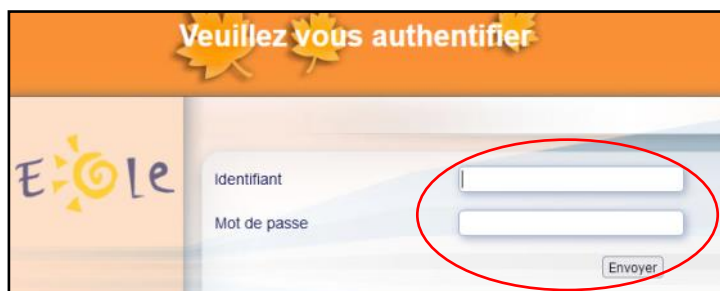 Veuillez vous authentifier
EOle
Identifiant
Mot de passe
Envoyer